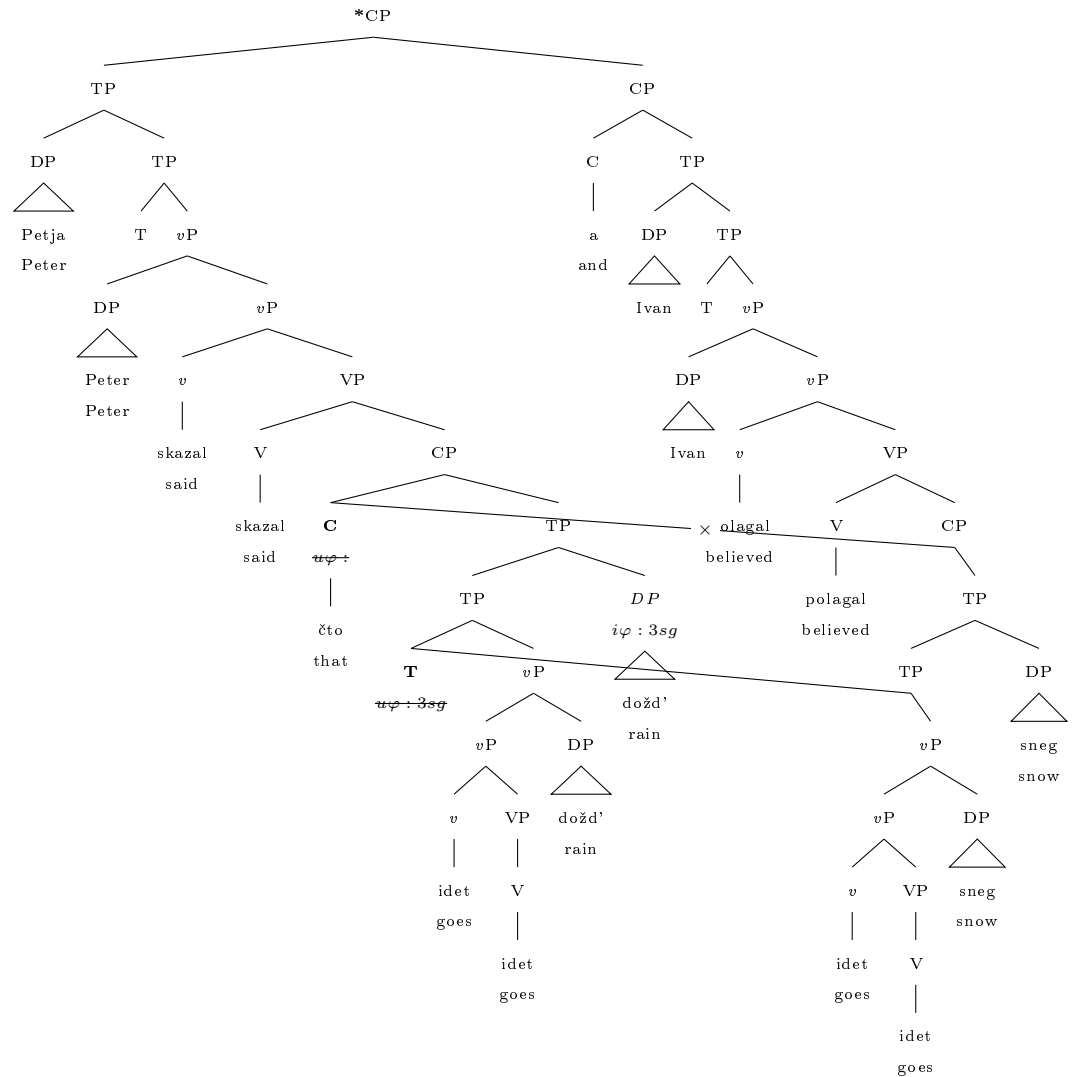 *CP
TP CP
DP TP C TP
Petja T vP a DP TP
Peter and
DP vP Ivan T vP
Peter v VP DP vP
Peter
skazal V CP Ivan v VP
said
skazal C TP × olagal V CP
said uφ : believed
TP DP polagal TP
čto iφ : 3sg believed
that
T vP TP DP
uφ : 3sg dožd'
rain
vP DP vP sneg
snow
v VP dožd' vP DP
rain
idet V v VP sneg
goes snow
idet idet V
goes goes
idet
goes